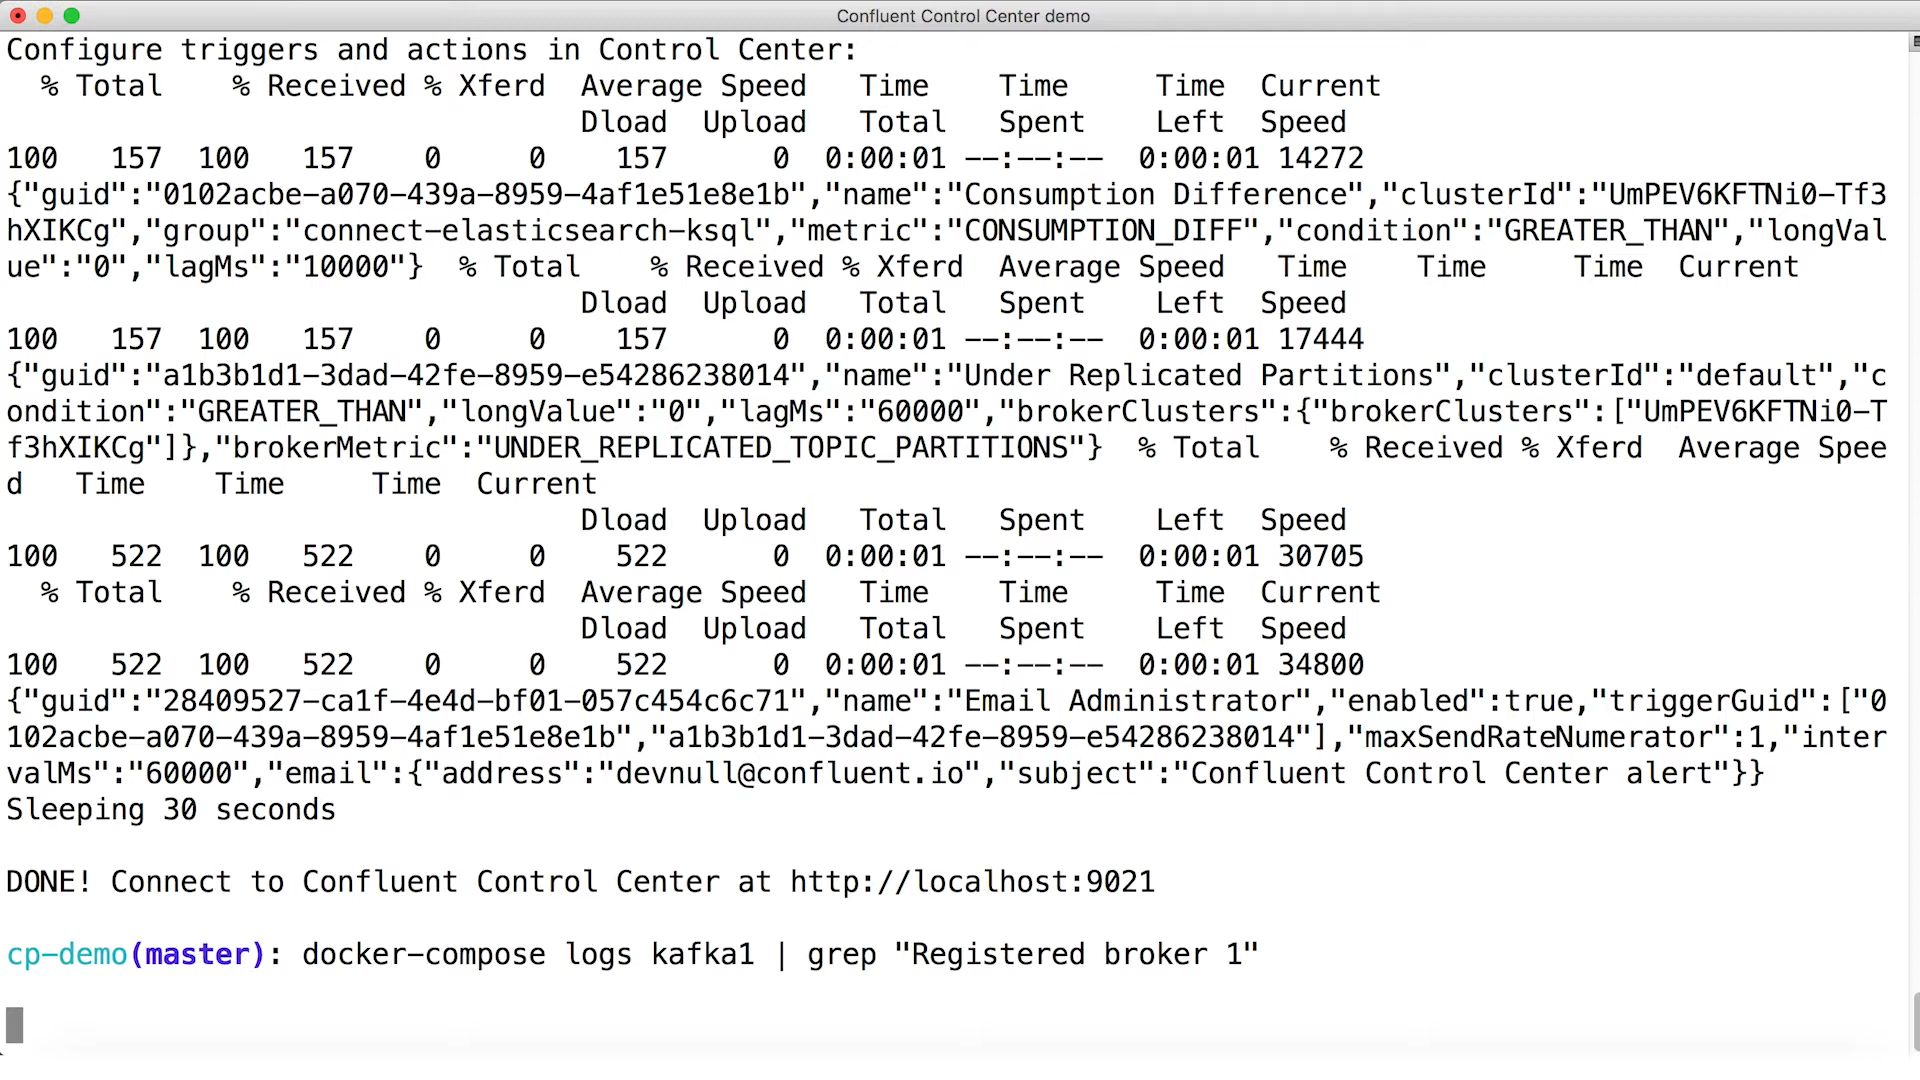 Confluent Control Center demo
Configure triggers and actions in Control Center:
  % Total    % Received % Xferd  Average Speed   Time    Time     Time  Current
                                 Dload  Upload   Total   Spent    Left  Speed
100   157  100   157    0     0    157      0  0:00:01 --:--:--  0:00:01 14272
{"guid":"0102acbe-a070-439a-8959-4af1e51e8e1b","name":"Consumption Difference","clusterId":"UmPEV6KFTNi0-Tf3
hXIKCg","group":"connect-elasticsearch-ksql","metric":"CONSUMPTION_DIFF","condition":"GREATER_THAN","longVal
ue":"0","lagMs":"10000"}  % Total    % Received % Xferd  Average Speed   Time    Time     Time  Current
                                 Dload  Upload   Total   Spent    Left  Speed
100   157  100   157    0     0    157      0  0:00:01 --:--:--  0:00:01 17444
{"guid":"a1b3b1d1-3dad-42fe-8959-e54286238014","name":"Under Replicated Partitions","clusterId":"default","c
ondition":"GREATER_THAN","longValue":"0","lagMs":"60000","brokerClusters":{"brokerClusters":["UmPEV6KFTNi0-T
f3hXIKCg"]},"brokerMetric":"UNDER_REPLICATED_TOPIC_PARTITIONS"}  % Total    % Received % Xferd  Average Spee
d   Time    Time     Time  Current
                                 Dload  Upload   Total   Spent    Left  Speed
100   522  100   522    0     0    522      0  0:00:01 --:--:--  0:00:01 30705
  % Total    % Received % Xferd  Average Speed   Time    Time     Time  Current
                                 Dload  Upload   Total   Spent    Left  Speed
100   522  100   522    0     0    522      0  0:00:01 --:--:--  0:00:01 34800
{"guid":"28409527-ca1f-4e4d-bf01-057c454c6c71","name":"Email Administrator","enabled":true,"triggerGuid":["0
102acbe-a070-439a-8959-4af1e51e8e1b","a1b3b1d1-3dad-42fe-8959-e54286238014"],"maxSendRateNumerator":1,"inter
valMs":"60000","email":{"address":"devnull@confluent.io","subject":"Confluent Control Center alert"}}
Sleeping 30 seconds
DONE! Connect to Confluent Control Center at http://localhost:9021
cp-demo(master): docker-compose logs kafka1 | grep "Registered broker 1"